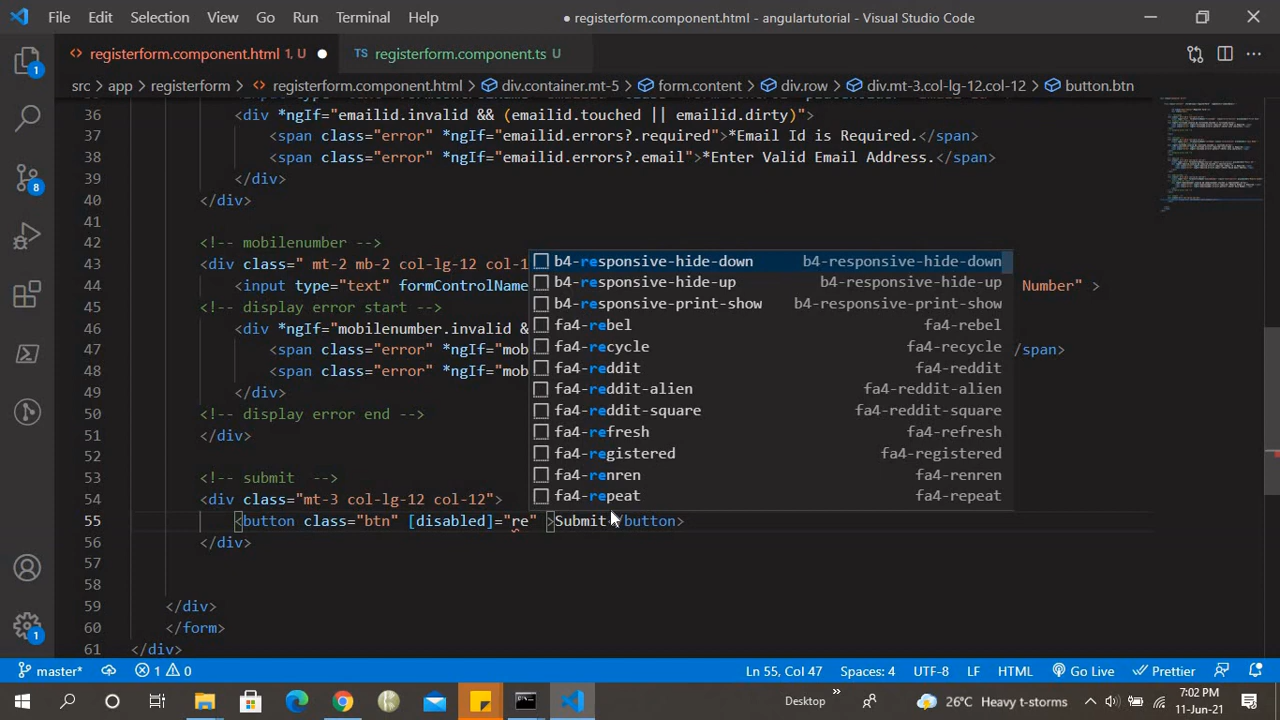 File Edit Selection View Go Run Terminal Help
● registerform.component.html - angulartutorial - Visual Studio Code
<> registerform.component.html 1, U ●
TS registerform.component.ts U
src > app > registerform > <> registerform.component.html > div.container.mt-5 > form.content > div.row > div.mt-3.col-lg-12.col-12 > button.btn
36 <div *ngIf="emailid.invalid && (emailid.touched || emailid.dirty)">
37 <span class="error" *ngIf="emailid.errors?.required">*Email Id is Required.</span>
38 <span class="error" *ngIf="emailid.errors?.email">*Enter Valid Email Address.</span>
39 </div>
40 </div>
41
42 <!-- mobilenumber -->
43 <div class=" mt-2 mb-2 col-lg-12 col-1
44 <input type="text" formControlName Number" >
45 <!-- display error start -->
46 <div *ngIf="mobilenumber.invalid &
47 <span class="error" *ngIf="mob /span>
48 <span class="error" *ngIf="mob
49 </div>
50 <!-- display error end -->
51 </div>
52
53 <!-- submit -->
54 <div class="mt-3 col-lg-12 col-12">
55 <button class="btn" [disabled]="re" >Submit</button>
56 </div>
57
58
59 </div>
60 </form>
61 </div>
b4-responsive-hide-down b4-responsive-hide-down
b4-responsive-hide-up b4-responsive-hide-up
b4-responsive-print-show b4-responsive-print-show
fa4-rebel fa4-rebel
fa4-recycle fa4-recycle
fa4-reddit fa4-reddit
fa4-reddit-alien fa4-reddit-alien
fa4-reddit-square fa4-reddit-square
fa4-refresh fa4-refresh
fa4-registered fa4-registered
fa4-renren fa4-renren
fa4-repeat fa4-repeat
1
8
1
master* 1 0 Ln 55, Col 47 Spaces: 4 UTF-8 LF HTML Go Live Prettier
Desktop » 26°C Heavy t-storms 7:02 PM
11-Jun-21